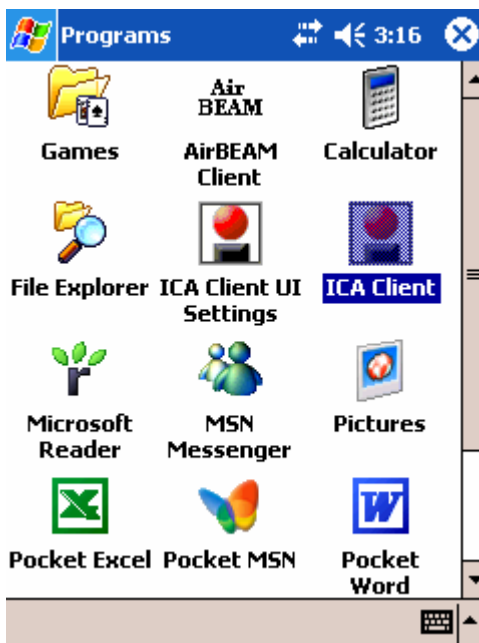 Programs 3:16
Air
BEAM
Games AirBEAM Client Calculator
File Explorer ICA Client UI Settings ICA Client
Microsoft Reader MSN Messenger Pictures
Pocket Excel Pocket MSN Pocket Word